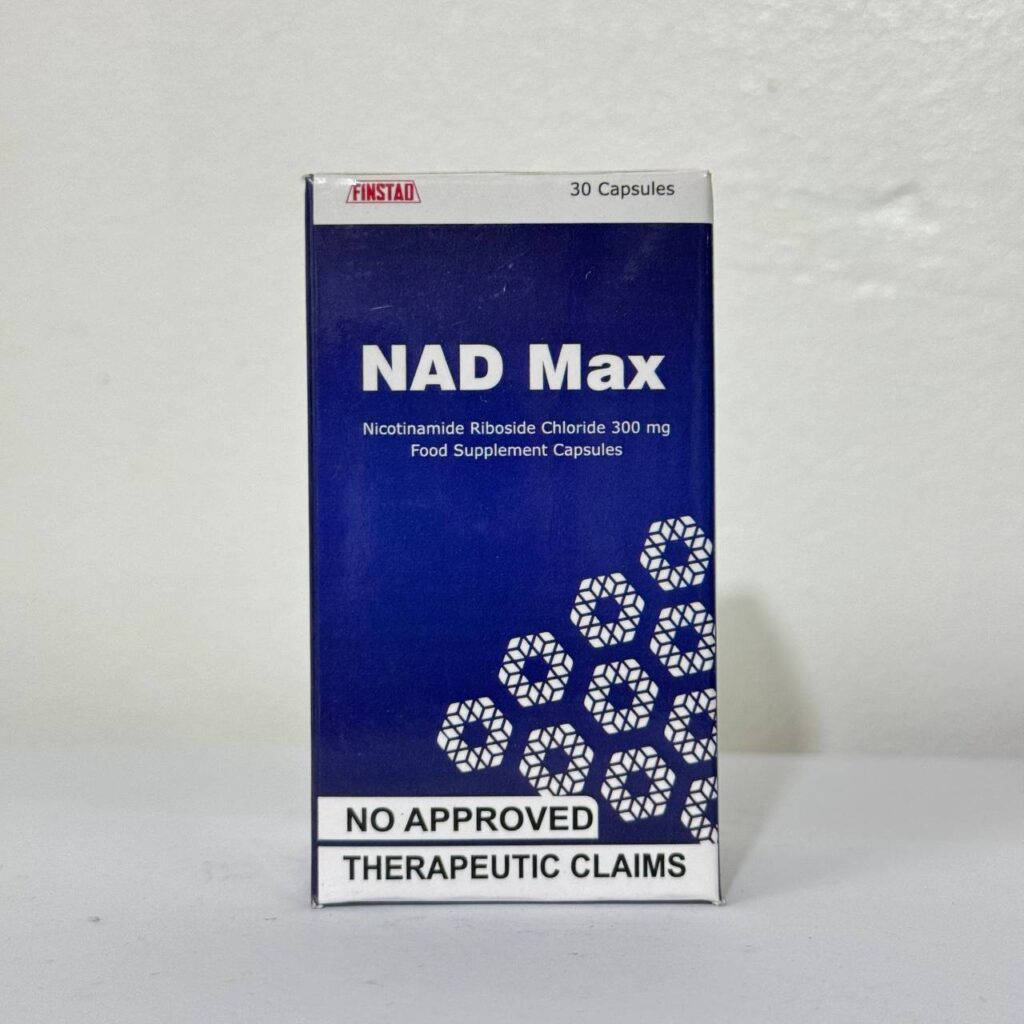 FINSTAD
30 Capsules
NAD Max
Nicotinamide Riboside Chloride 300 mg
Food Supplement Capsules
NO APPROVED
THERAPEUTIC CLAIMS